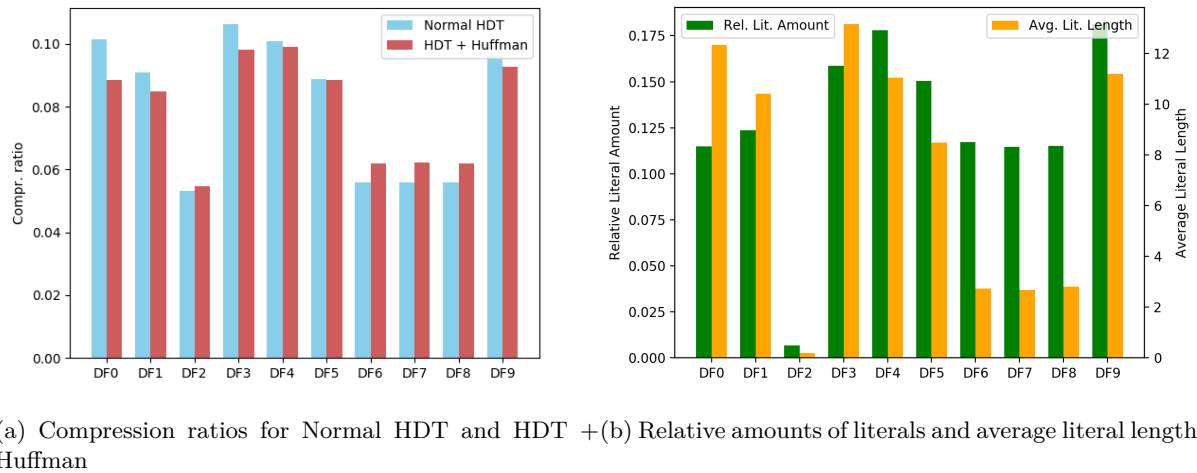 Normal HDT
HDT + Huffman
Compr. ratio
0.10
0.08
0.06
0.04
0.02
0.00
DF0 DF1 DF2 DF3 DF4 DF5 DF6 DF7 DF8 DF9
Rel. Lit. Amount
Avg. Lit. Length
Relative Literal Amount
0.175
0.150
0.125
0.100
0.075
0.050
0.025
0.000
12
10
8
6
4
2
0
Average Literal Length
DF0 DF1 DF2 DF3 DF4 DF5 DF6 DF7 DF8 DF9
(a) Compression ratios for Normal HDT and HDT +
Huffman
(b) Relative amounts of literals and average literal length